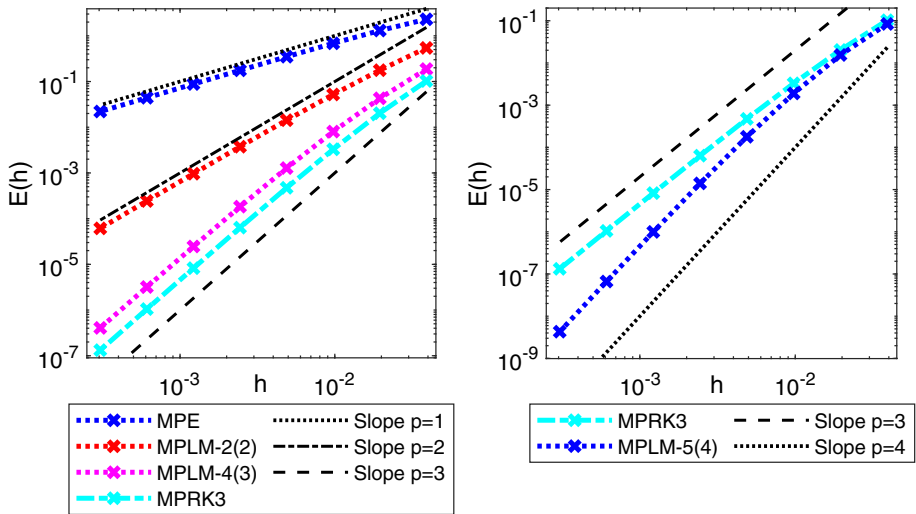 E(h)
10^-1
10^-3
10^-5
10^-7
10^-3
h
10^-2
MPE
MPLM-2(2)
MPLM-4(3)
MPRK3
Slope p=1
Slope p=2
Slope p=3
E(h)
10^-1
10^-3
10^-5
10^-7
10^-9
10^-3
h
10^-2
MPRK3
MPLM-5(4)
Slope p=3
Slope p=4